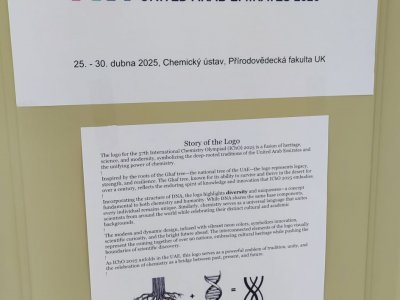 UNITED ARAB EMIRATES 2025
25. - 30. dubna 2025, Chemický ústav, Přírodovědecká fakulta UK
Story of the Logo
The logo for the 57th International Chemistry Olympiad (IChO) 2025 is a fusion of heritage,
science, and modernity, symbolizing the deep-rooted traditions of the United Arab Emirates and
the unifying power of chemistry.
Inspired by the roots of the Ghaf tree—the national tree of the UAE—the logo represents legacy,
strength, and resilience. The Ghaf tree, known for its ability to survive and thrive in the desert for
over a century, reflects the enduring spirit of knowledge and innovation that IChO 2025 embodies
Incorporating the structure of DNA, the logo highlights diversity and uniqueness—a concept
fundamental to both chemistry and humanity. While DNA shares the same base components,
every individual remains unique. Similarly, chemistry serves as a universal language that unites
scientists from around the world while celebrating their distinct cultural and academic
backgrounds.
The modern and dynamic design, infused with vibrant neon colors, symbolizes innovation,
scientific curiosity, and the bright future ahead. The interconnected elements of the logo visually
represent the coming together of over 90 nations, embracing cultural heritage while pushing the
boundaries of scientific discovery.
As IChO 2025 unfolds in the UAE, this logo serves as a powerful emblem of tradition, unity, and
the celebration of chemistry as a bridge between past, present, and future.
+ =